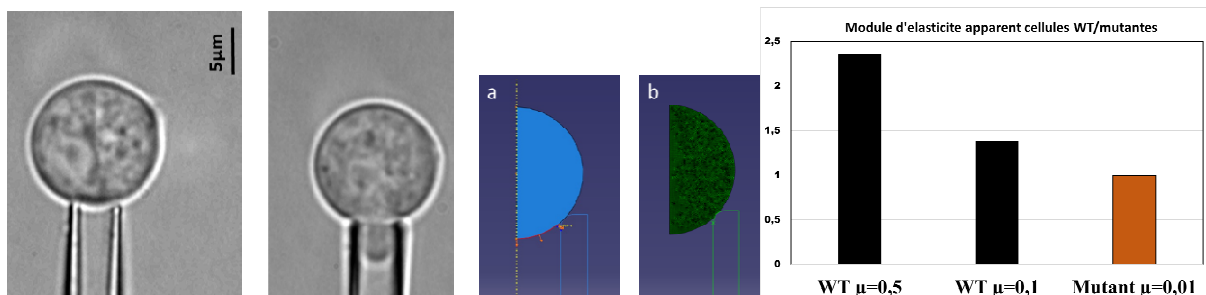 5µm
a
b
Module d'elasticite apparent cellules WT/mutantes
2,5
2
1,5
1
0,5
0
WT µ=0,5
WT µ=0,1
Mutant µ=0,01